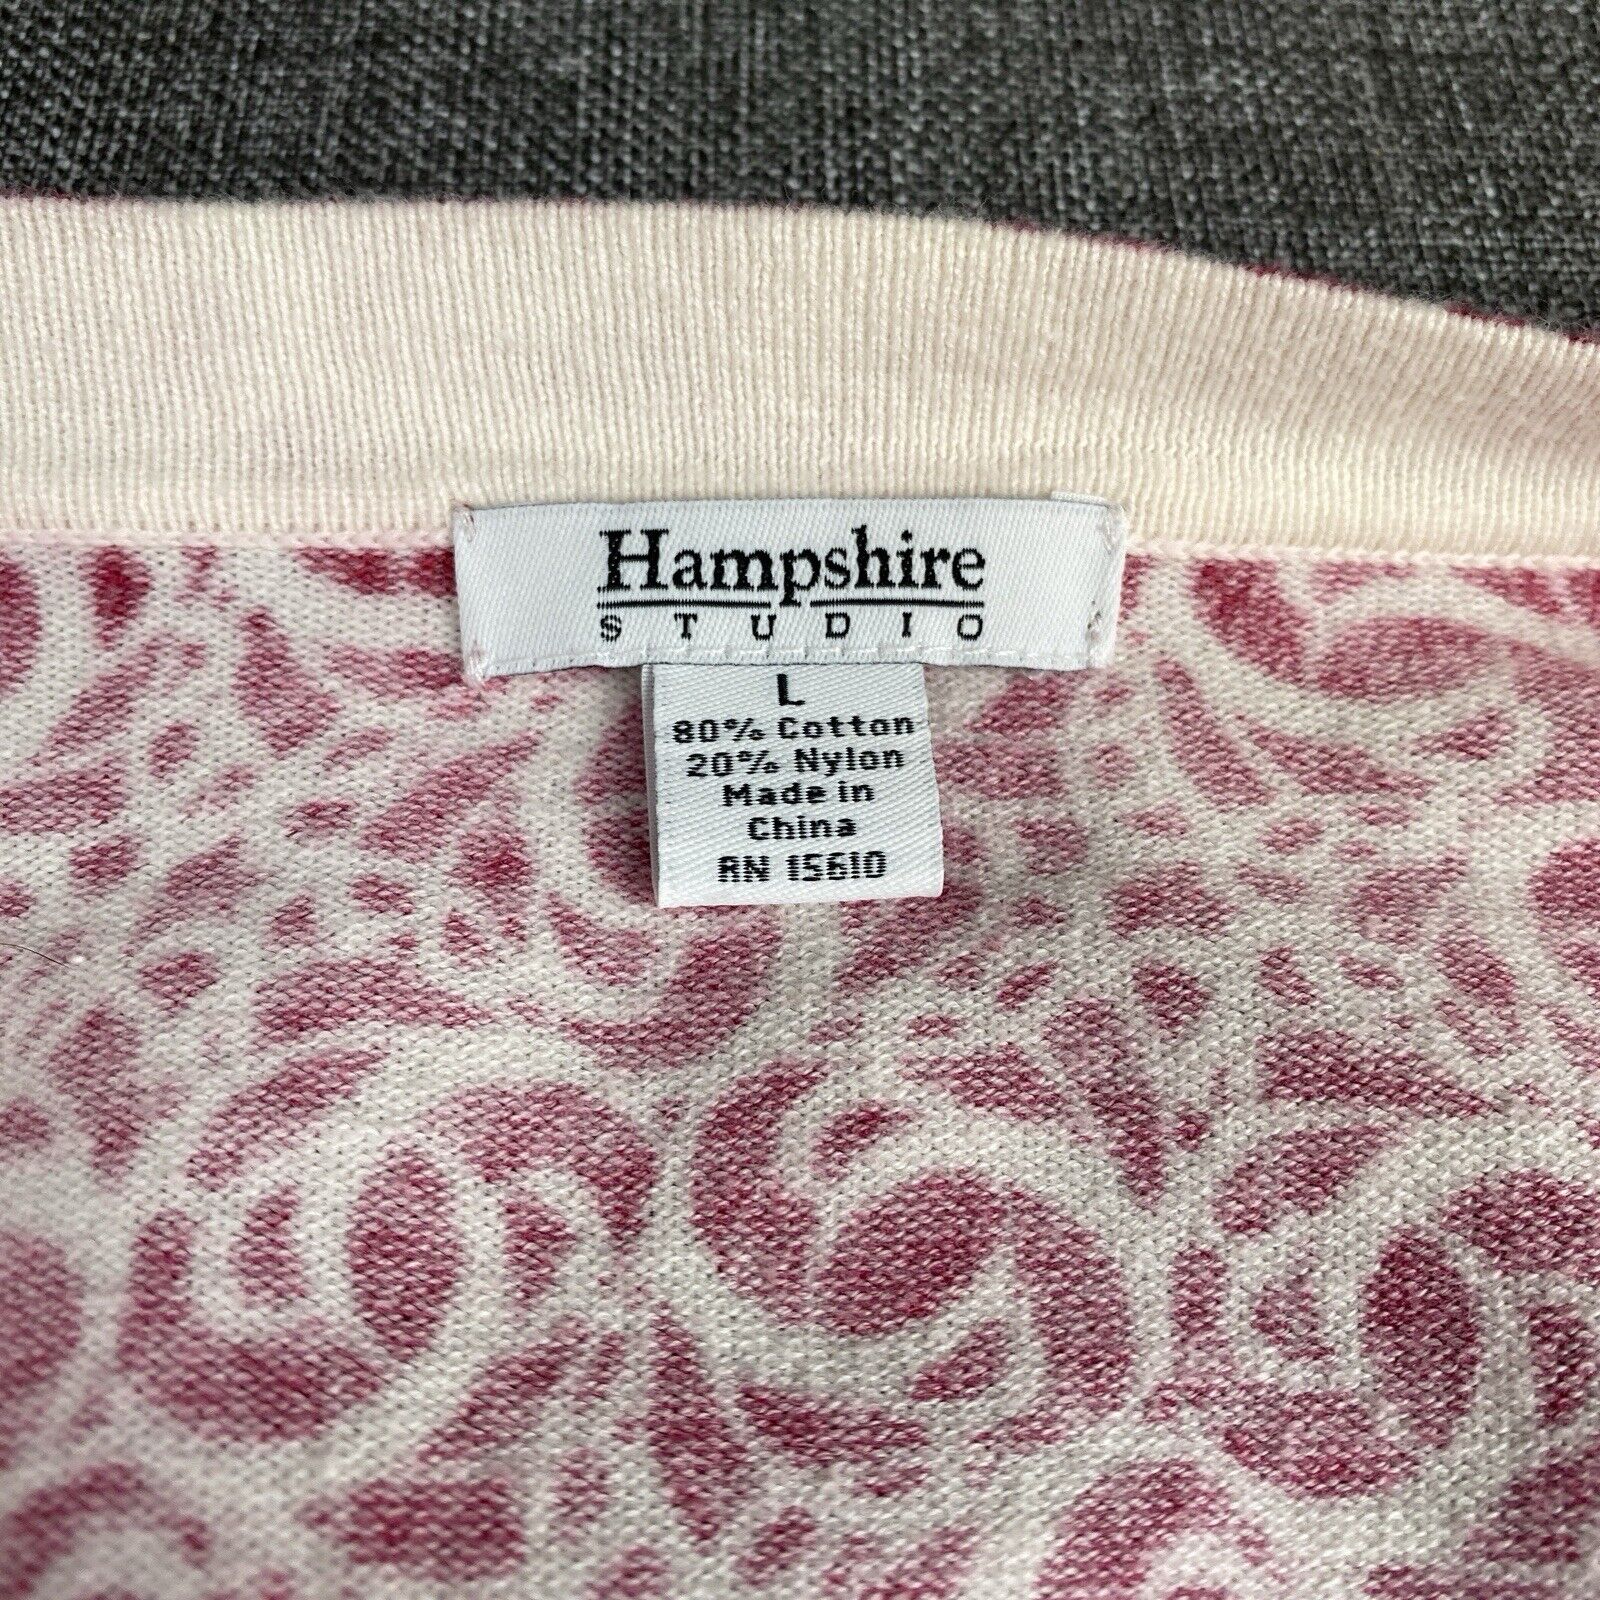 Hampshire
STUDIO
L
80% Cotton
20% Nylon
Made in
China
RN 15610